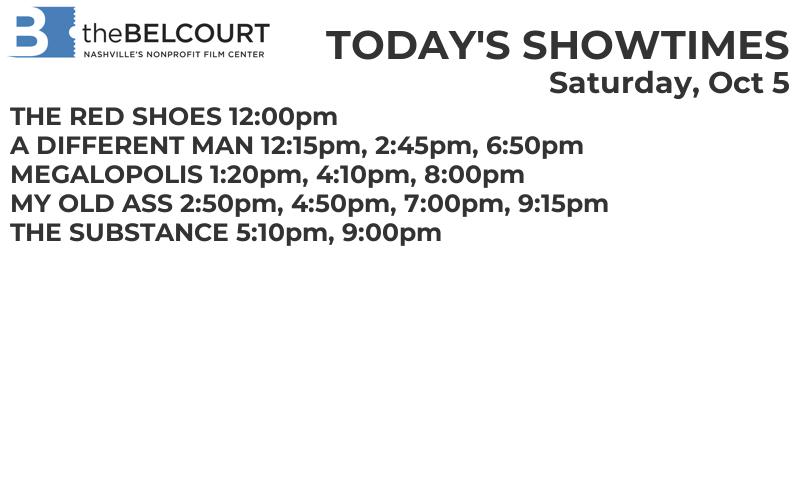 B theBELCOURT
NASHVILLE'S NONPROFIT FILM CENTER
TODAY'S SHOWTIMES
Saturday, Oct 5
THE RED SHOES 12:00pm
A DIFFERENT MAN 12:15pm, 2:45pm, 6:50pm
MEGALOPOLIS 1:20pm, 4:10pm, 8:00pm
MY OLD ASS 2:50pm, 4:50pm, 7:00pm, 9:15pm
THE SUBSTANCE 5:10pm, 9:00pm